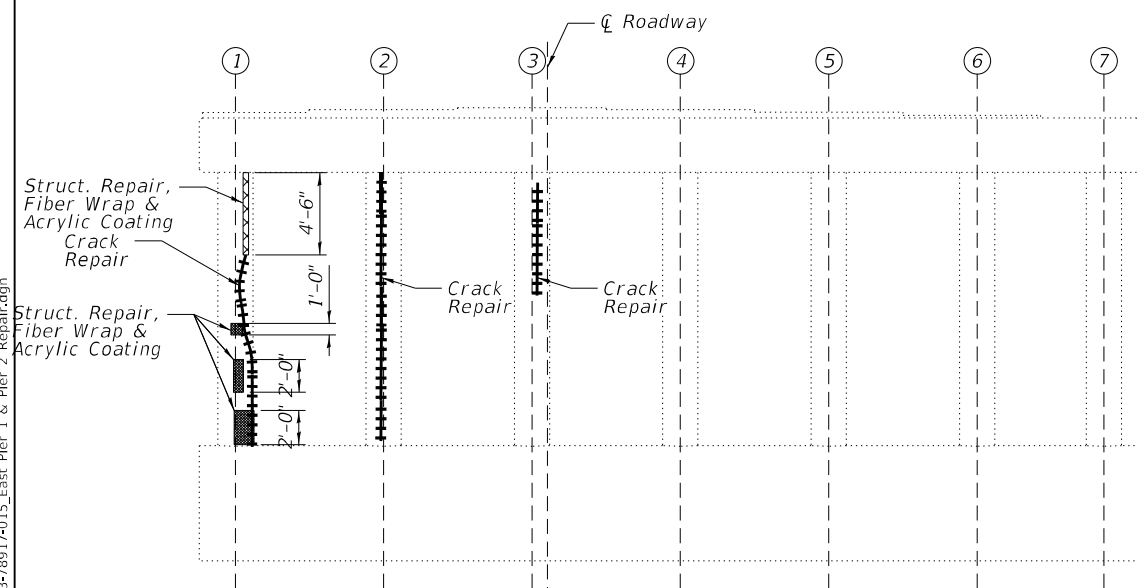 ℄ Roadway
1 2 3 4 5 6 7
Struct. Repair,
Fiber Wrap &
Acrylic Coating
Crack
Repair
4'-6"
1'-0"
Crack
Repair
Crack
Repair
Struct. Repair,
Fiber Wrap &
Acrylic Coating
2'-0"
2'-0"
78917-015_East Pier 1 & Pier 2 Repair.dgn